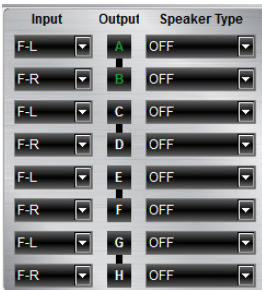 Input Output Speaker Type
F-L A OFF
F-R B OFF
F-L C OFF
F-R D OFF
F-L E OFF
F-R F OFF
F-L G OFF
F-R H OFF